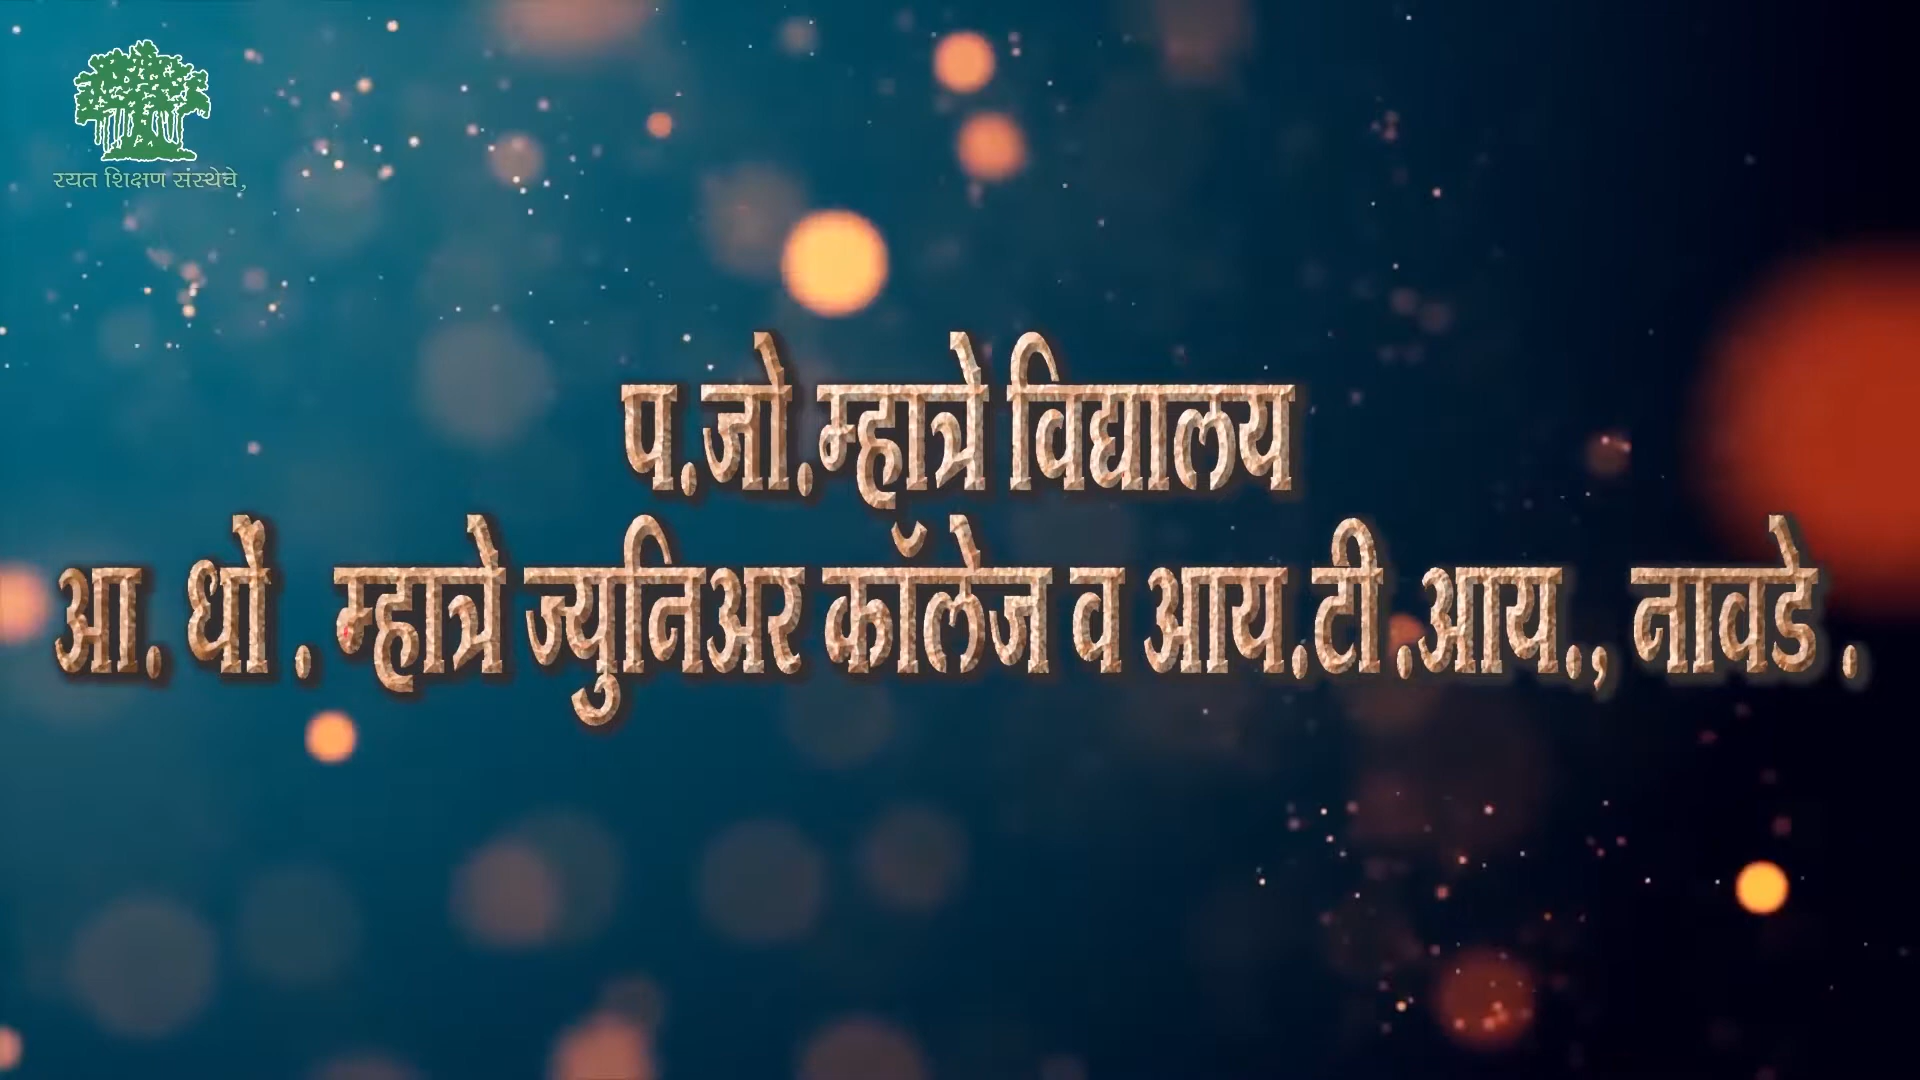 रयत शिक्षण संस्थेचे,
प.जो.म्हात्रे विद्यालय
आ. धों . म्हात्रे ज्युनिअर कॉलेज व आय.टी.आय., नावडे .